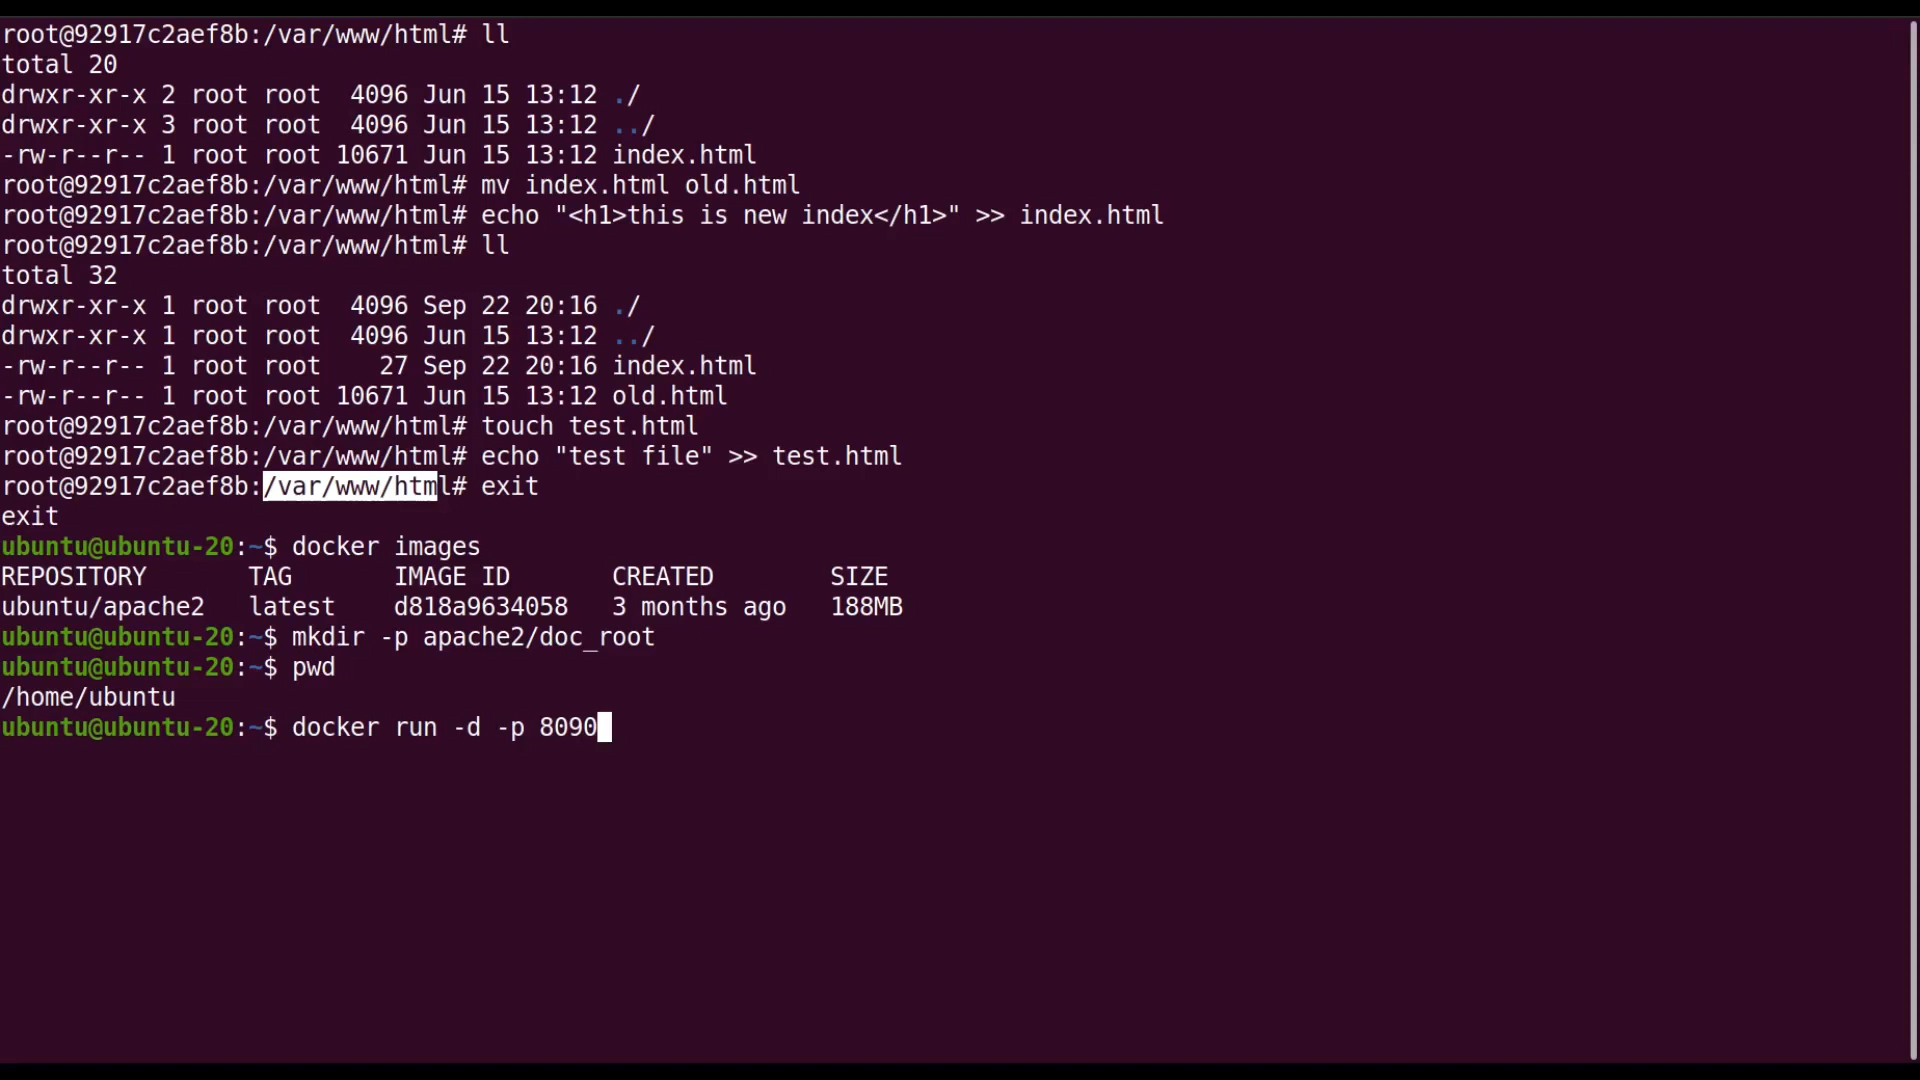 root@92917c2aef8b:/var/www/html# ll
total 20
drwxr-xr-x 2 root root  4096 Jun 15 13:12 ./
drwxr-xr-x 3 root root  4096 Jun 15 13:12 ../
-rw-r--r-- 1 root root 10671 Jun 15 13:12 index.html
root@92917c2aef8b:/var/www/html# mv index.html old.html
root@92917c2aef8b:/var/www/html# echo "<h1>this is new index</h1>" >> index.html
root@92917c2aef8b:/var/www/html# ll
total 32
drwxr-xr-x 1 root root  4096 Sep 22 20:16 ./
drwxr-xr-x 1 root root  4096 Jun 15 13:12 ../
-rw-r--r-- 1 root root    27 Sep 22 20:16 index.html
-rw-r--r-- 1 root root 10671 Jun 15 13:12 old.html
root@92917c2aef8b:/var/www/html# touch test.html
root@92917c2aef8b:/var/www/html# echo "test file" >> test.html
root@92917c2aef8b:/var/www/html# exit
exit
ubuntu@ubuntu-20:~$ docker images
REPOSITORY       TAG       IMAGE ID       CREATED        SIZE
ubuntu/apache2   latest    d818a9634058   3 months ago   188MB
ubuntu@ubuntu-20:~$ mkdir -p apache2/doc_root
ubuntu@ubuntu-20:~$ pwd
/home/ubuntu
ubuntu@ubuntu-20:~$ docker run -d -p 8090